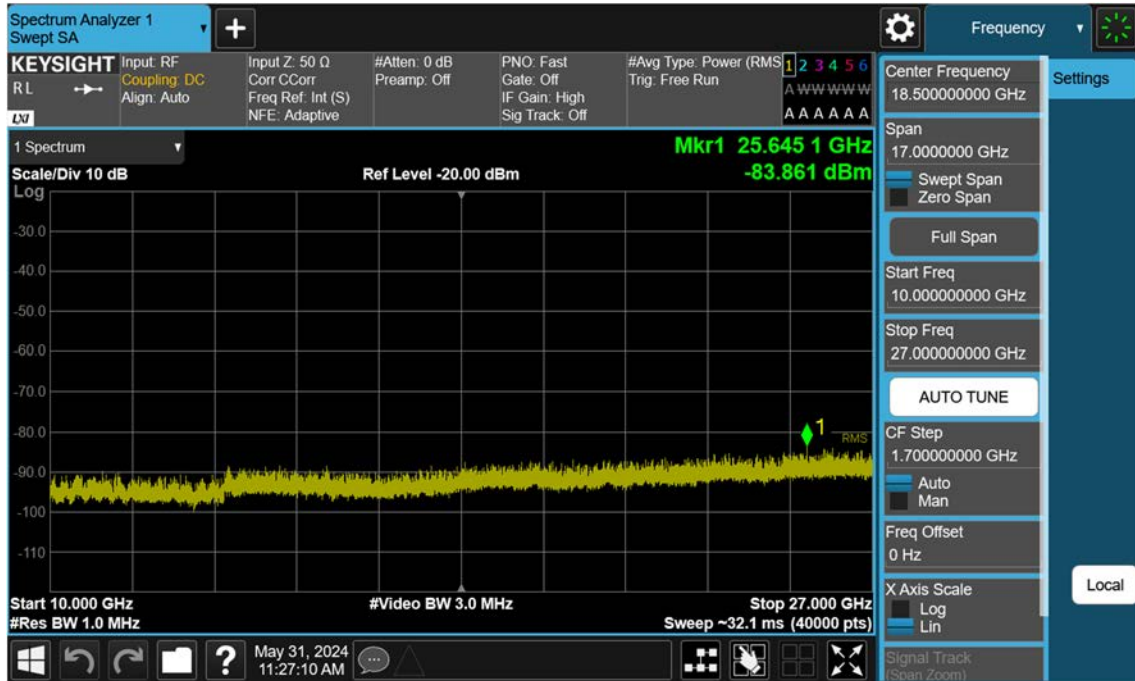 Spectrum Analyzer 1
Swept SA
+
Frequency
KEYSIGHT
R L
LXI
Input: RF
Coupling: DC
Align: Auto
Input Z: 50 Ω
Corr CCorr
Freq Ref: Int (S)
NFE: Adaptive
#Atten: 0 dB
Preamp: Off
PNO: Fast
Gate: Off
IF Gain: High
Sig Track: Off
#Avg Type: Power (RMS
Trig: Free Run
1 2 3 4 5 6
A W W W W W
A A A A A A
1 Spectrum
Scale/Div 10 dB
Log
Ref Level -20.00 dBm
Mkr1 25.645 1 GHz
-83.861 dBm
-30.0
-40.0
-50.0
-60.0
-70.0
-80.0
-90.0
-100
-110
1
RMS
Start 10.000 GHz
#Res BW 1.0 MHz
#Video BW 3.0 MHz
Stop 27.000 GHz
Sweep ~32.1 ms (40000 pts)
Center Frequency
18.500000000 GHz
Span
17.0000000 GHz
Swept Span
Zero Span
Full Span
Start Freq
10.000000000 GHz
Stop Freq
27.000000000 GHz
AUTO TUNE
CF Step
1.700000000 GHz
Auto
Man
Freq Offset
0 Hz
X Axis Scale
Log
Lin
Signal Track
(Span Zoom)
Settings
Local
?
May 31, 2024
11:27:10 AM